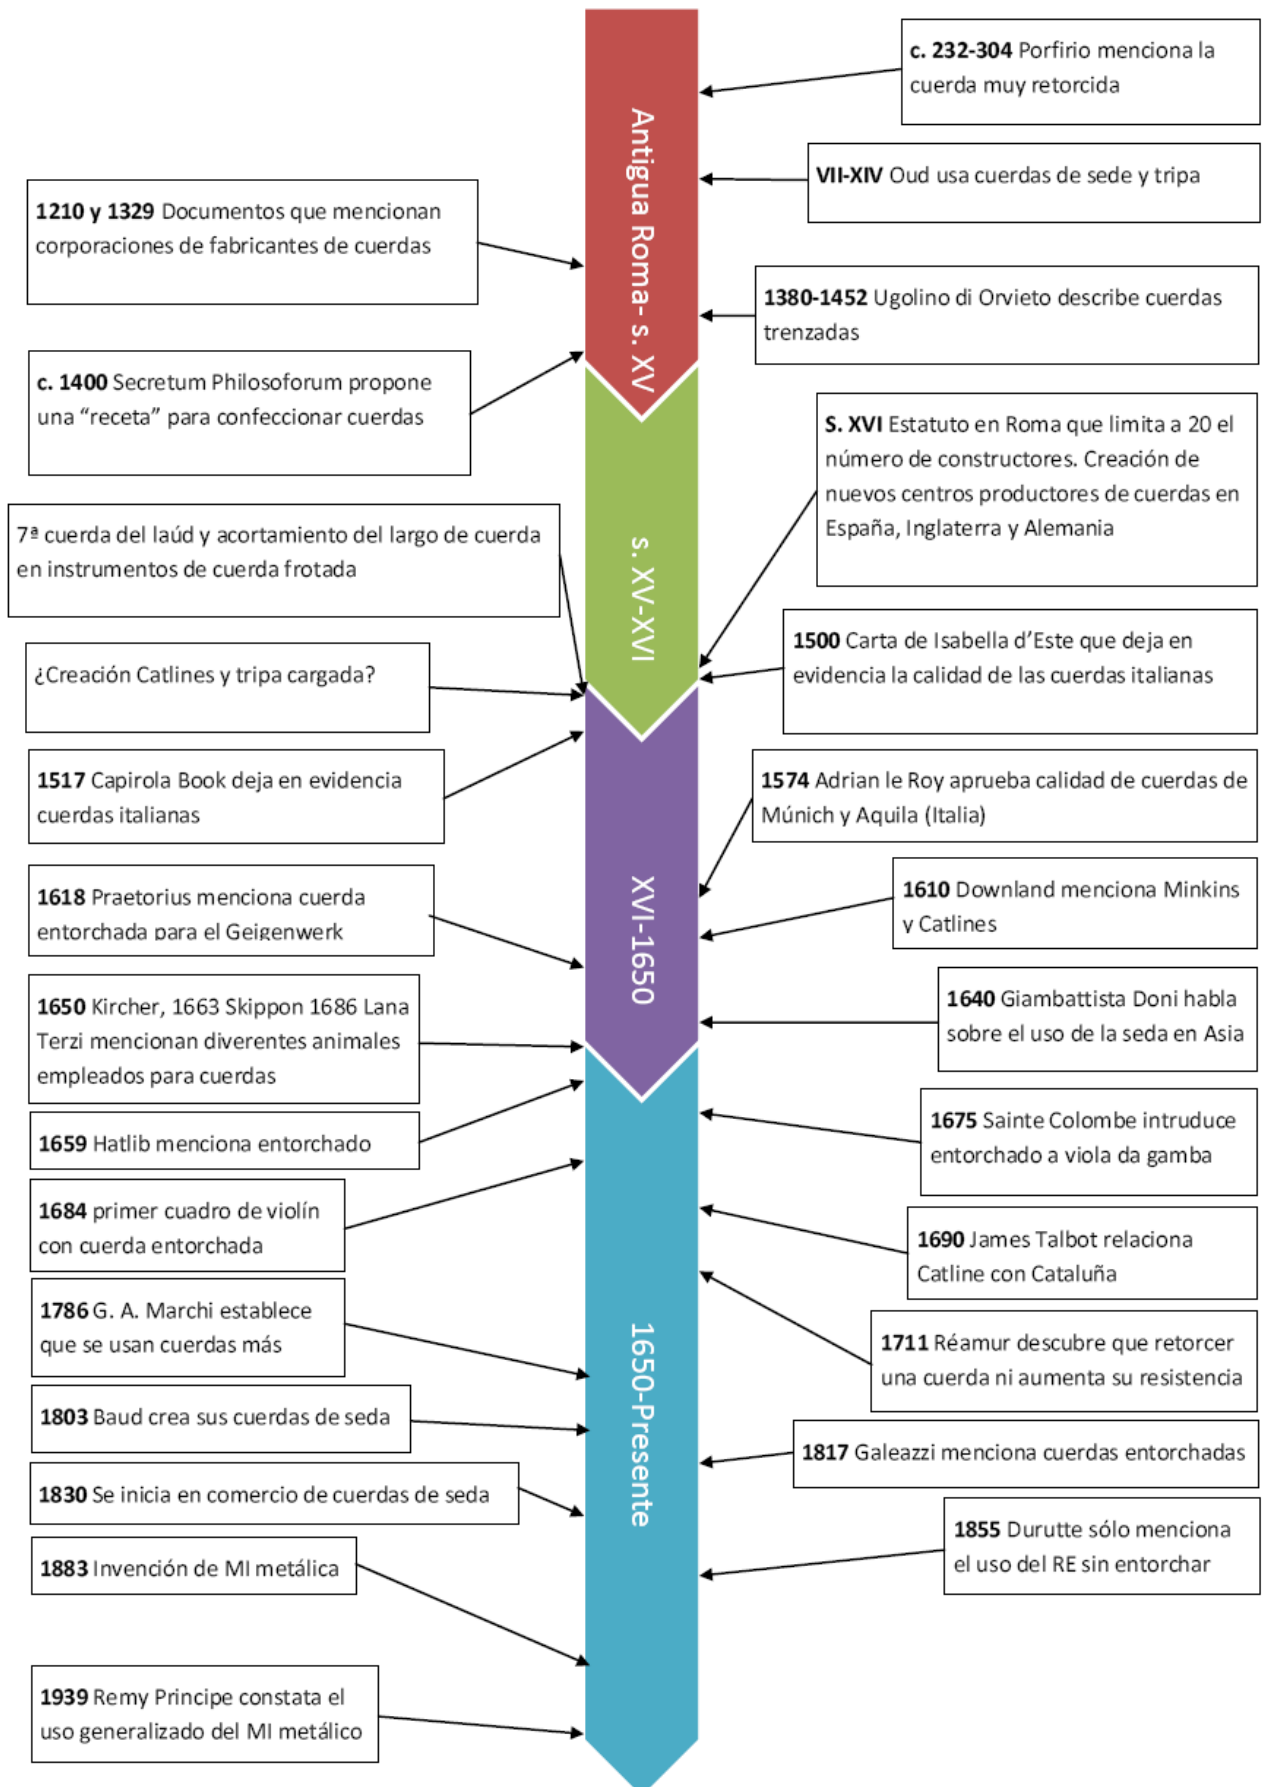 c. 232-304 Porfirio menciona la
cuerda muy retorcida
VII-XIV Oud usa cuerdas de sede y tripa
1210 y 1329 Documentos que mencionan
corporaciones de fabricantes de cuerdas
1380-1452 Ugolino di Orvieto describe cuerdas
trenzadas
c. 1400 Secretum Philosoforum propone
una “receta” para confeccionar cuerdas
Antigua Roma- s. XV
S. XVI Estatuto en Roma que limita a 20 el
número de constructores. Creación de
nuevos centros productores de cuerdas en
España, Inglaterra y Alemania
7ª cuerda del laúd y acortamiento del largo de cuerda
en instrumentos de cuerda frotada
s. XV-XVI
1500 Carta de Isabella d’Este que deja en
evidencia la calidad de las cuerdas italianas
¿Creación Catlines y tripa cargada?
1517 Capirola Book deja en evidencia
cuerdas italianas
1574 Adrian le Roy aprueba calidad de cuerdas de
Múnich y Aquila (Italia)
1618 Praetorius menciona cuerda
entorchada para el Geigenwerk
XVI-1650
1610 Downland menciona Minkins
y Catlines
1650 Kircher, 1663 Skippon 1686 Lana
Terzi mencionan diverentes animales
empleados para cuerdas
1640 Giambattista Doni habla
sobre el uso de la seda en Asia
1659 Hatlib menciona entorchado
1675 Sainte Colombe intruduce
entorchado a viola da gamba
1684 primer cuadro de violín
con cuerda entorchada
1690 James Talbot relaciona
Catline con Cataluña
1786 G. A. Marchi establece
que se usan cuerdas más
1711 Réamur descubre que retorcer
una cuerda ni aumenta su resistencia
1650-Presente
1803 Baud crea sus cuerdas de seda
1817 Galeazzi menciona cuerdas entorchadas
1830 Se inicia en comercio de cuerdas de seda
1855 Durutte sólo menciona
el uso del RE sin entorchar
1883 Invención de MI metálica
1939 Remy Principe constata el
uso generalizado del MI metálico